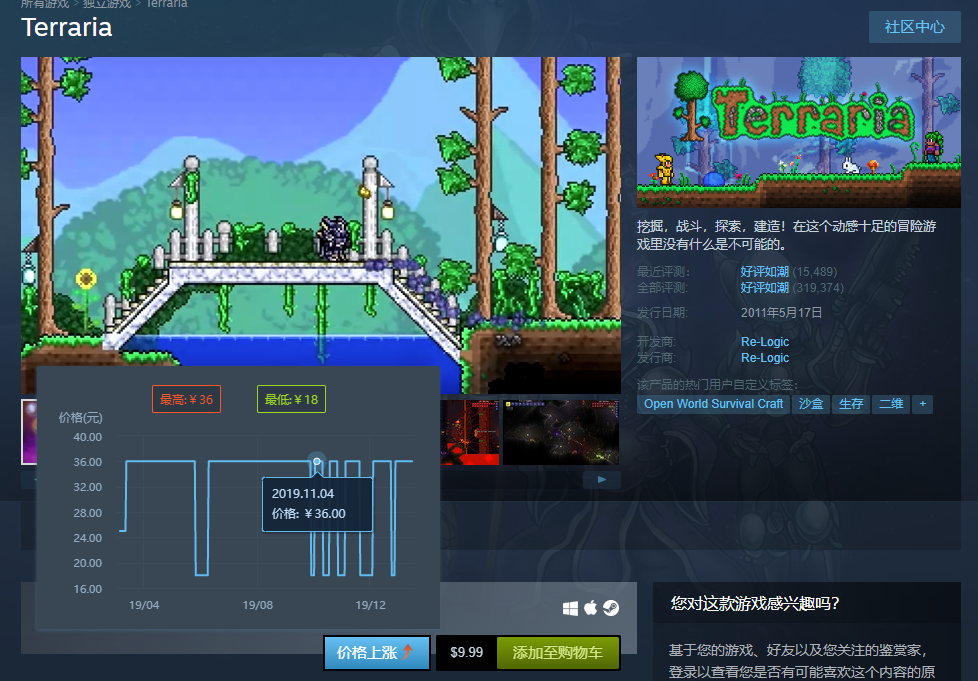 所有游戏 > 独立游戏 > Terraria
Terraria
社区中心
Terraria
挖掘，战斗，探索，建造！在这个动感十足的冒险游
戏里没有什么是不可能的。
最近评测： 好评如潮 (15,489)
全部评测： 好评如潮 (319,374)
发行日期： 2011年5月17日
开发商： Re-Logic
发行商： Re-Logic
该产品的热门用户自定义标签：
Open World Survival Craft 沙盒 生存 二维 +
最高:￥36 最低:￥18
价格(元)
40.00
36.00
32.00
28.00
24.00
20.00
16.00
2019.11.04
价格: ￥36.00
19/04 19/08 19/12
价格上涨 $9.99 添加至购物车
您对这款游戏感兴趣吗？
基于您的游戏、好友以及您关注的鉴赏家，
登录以查看您是否有可能喜欢这个内容的原